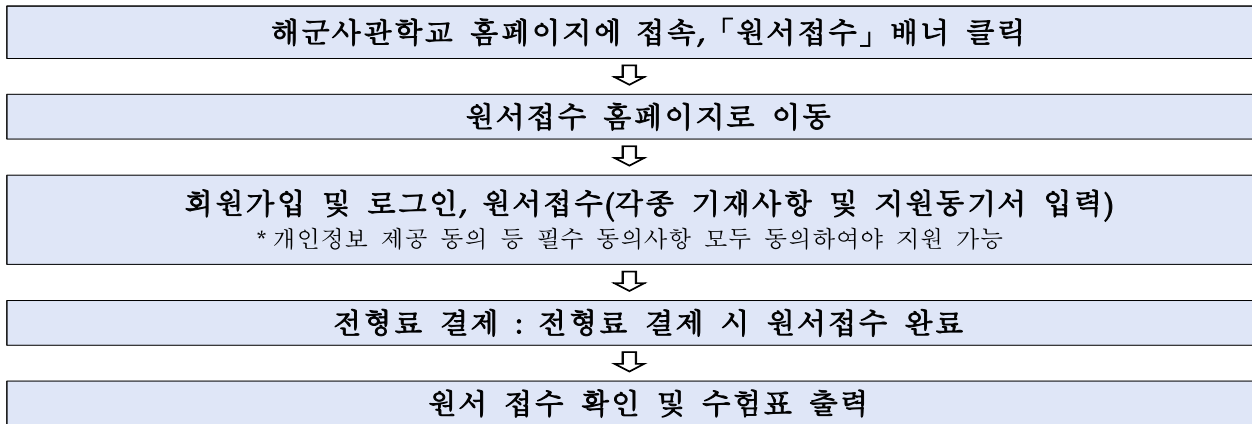 해군사관학교 홈페이지에 접속,「원서접수」배너 클릭
원서접수 홈페이지로 이동
회원가입 및 로그인, 원서접수(각종 기재사항 및 지원동기서 입력)
* 개인정보 제공 동의 등 필수 동의사항 모두 동의하여야 지원 가능
전형료 결제 : 전형료 결제 시 원서접수 완료
원서 접수 확인 및 수험표 출력